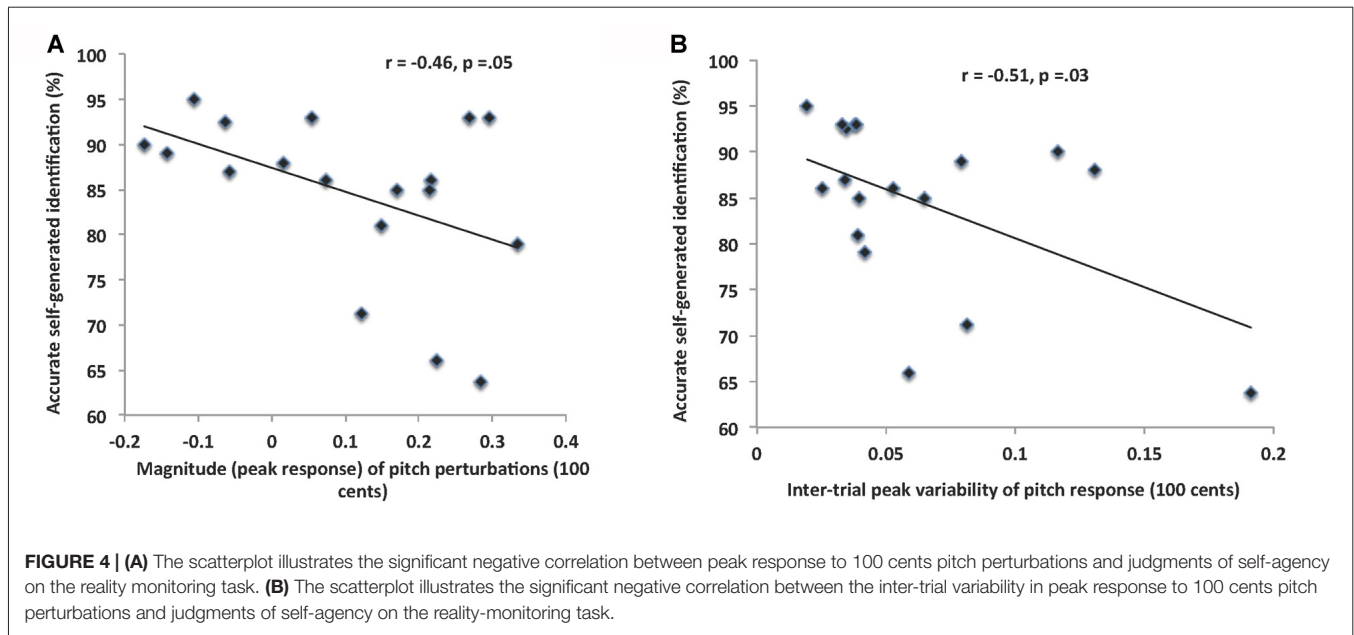 A
r = -0.46, p =.05
Accurate self-generated identification (%)
100
95
90
85
80
75
70
65
60
-0.2 -0.1 0 0.1 0.2 0.3 0.4
Magnitude (peak response) of pitch perturbations (100
cents)
B
r = -0.51, p =.03
Accurate self-generated identification (%)
100
95
90
85
80
75
70
65
60
0 0.05 0.1 0.15 0.2
Inter-trial peak variability of pitch response (100 cents)
FIGURE 4 | (A) The scatterplot illustrates the significant negative correlation between peak response to 100 cents pitch perturbations and judgments of self-agency
on the reality monitoring task. (B) The scatterplot illustrates the significant negative correlation between the inter-trial variability in peak response to 100 cents pitch
perturbations and judgments of self-agency on the reality-monitoring task.